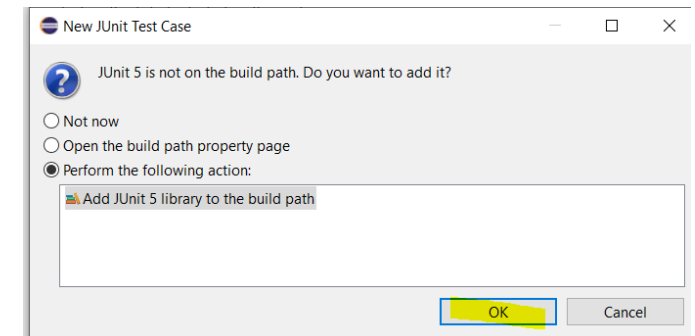 New JUnit Test Case
JUnit 5 is not on the build path. Do you want to add it?
Not now
Open the build path property page
Perform the following action:
Add JUnit 5 library to the build path
OK Cancel